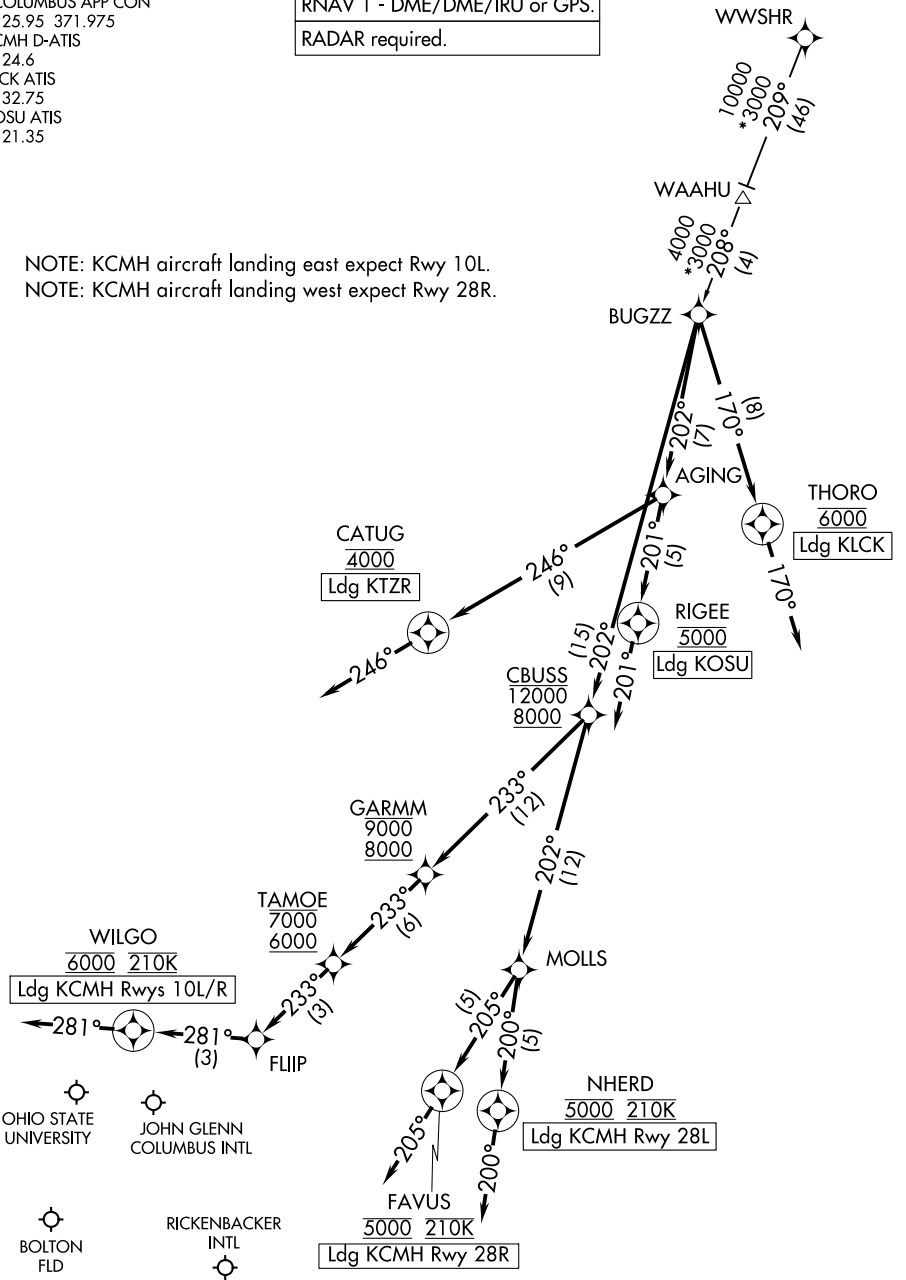 COLUMBUS APP CON
25.95 371.975
CMH D-ATIS
24.6
CK ATIS
32.75
OSU ATIS
21.35
RNAV 1 - DME/DME/IRU or GPS.
RADAR required.
WWSHR
10000
*3000
209°
(46)
WAAHU
4000
*3000
208°
(4)
NOTE: KCMH aircraft landing east expect Rwy 10L.
NOTE: KCMH aircraft landing west expect Rwy 28R.
BUGZZ
202°
(7)
170°
(8)
AGING
THORO
6000
Ldg KLCK
170°
CATUG
4000
Ldg KTZR
246°
(9)
246°
201°
(5)
RIGEE
5000
Ldg KOSU
201°
(15)
202°
CBUSS
12000
8000
233°
(12)
GARMM
9000
8000
202°
(12)
233°
(6)
TAMOE
7000
6000
233°
(3)
WILGO
6000 210K
Ldg KCMH Rwys 10L/R
281°
281°
(3)
FLIIP
MOLLS
(5)
205°
200°
(5)
NHERD
5000 210K
Ldg KCMH Rwy 28L
205°
200°
FAVUS
5000 210K
Ldg KCMH Rwy 28R
OHIO STATE
UNIVERSITY
JOHN GLENN
COLUMBUS INTL
BOLTON
FLD
RICKENBACKER
INTL